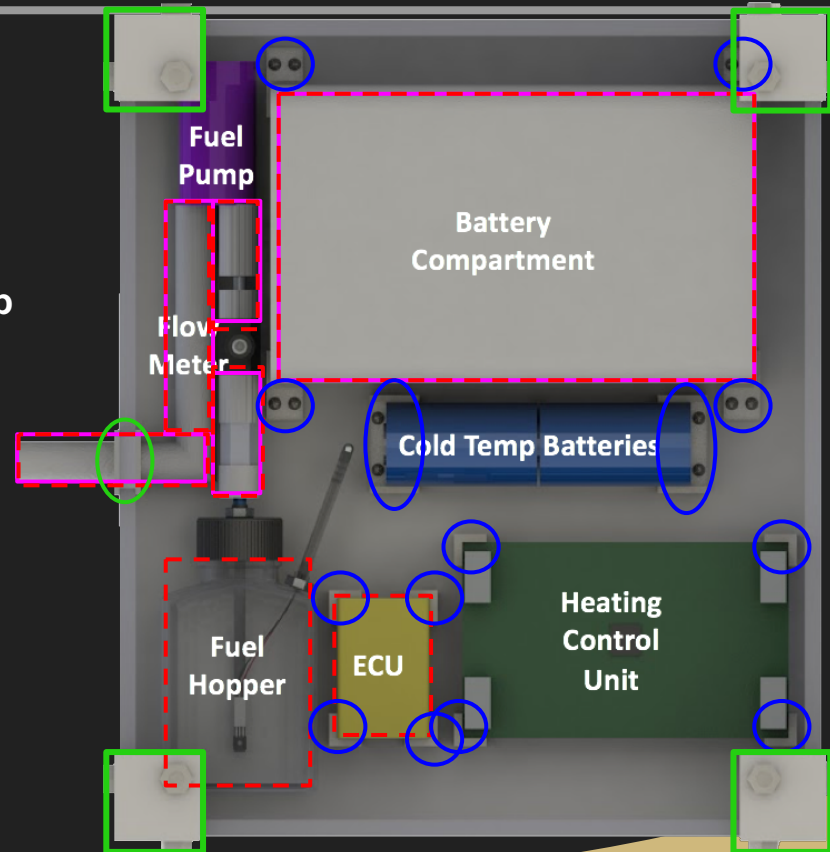 Fuel
Pump
Battery
Compartment
Flow
Meter
Cold Temp Batteries
Heating
Control
Unit
Fuel
Hopper
ECU